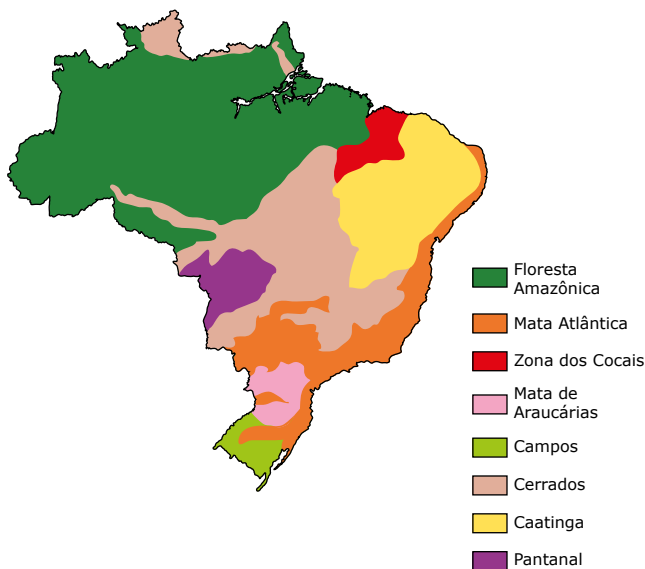 Floresta
Amazônica
Mata Atlântica
Zona dos Cocais
Mata de
Araucárias
Campos
Cerrados
Caatinga
Pantanal